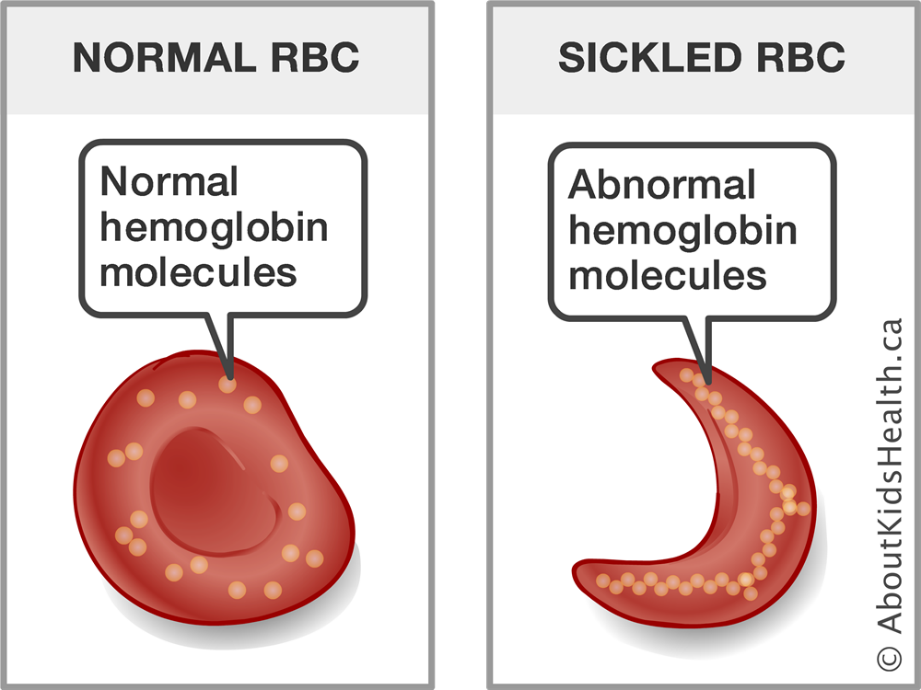 NORMAL RBC
Normal
hemoglobin
molecules
SICKLED RBC
Abnormal
hemoglobin
molecules
© AboutKidsHealth.ca